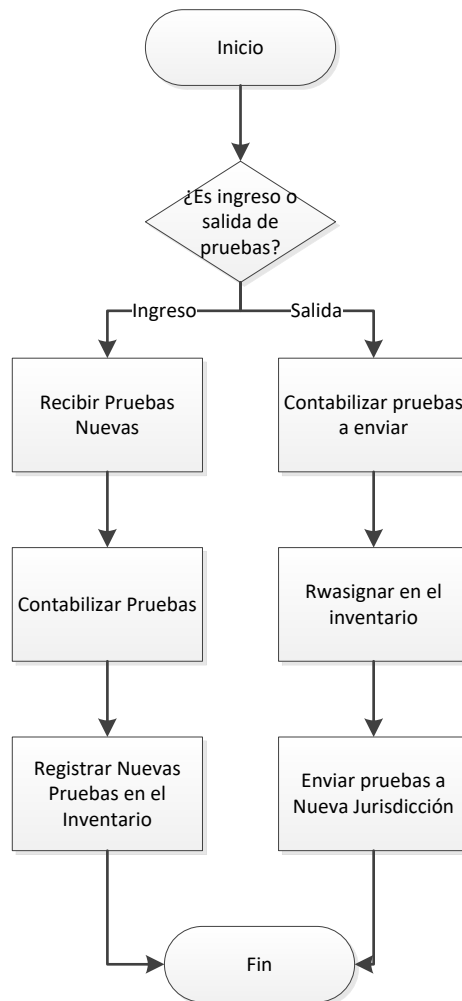 Inicio
¿Es ingreso o
salida de
pruebas?
Ingreso
Salida
Recibir Pruebas
Nuevas
Contabilizar pruebas
a enviar
Contabilizar Pruebas
Rwasignar en el
inventario
Registrar Nuevas
Pruebas en el
Inventario
Enviar pruebas a
Nueva Jurisdicción
Fin